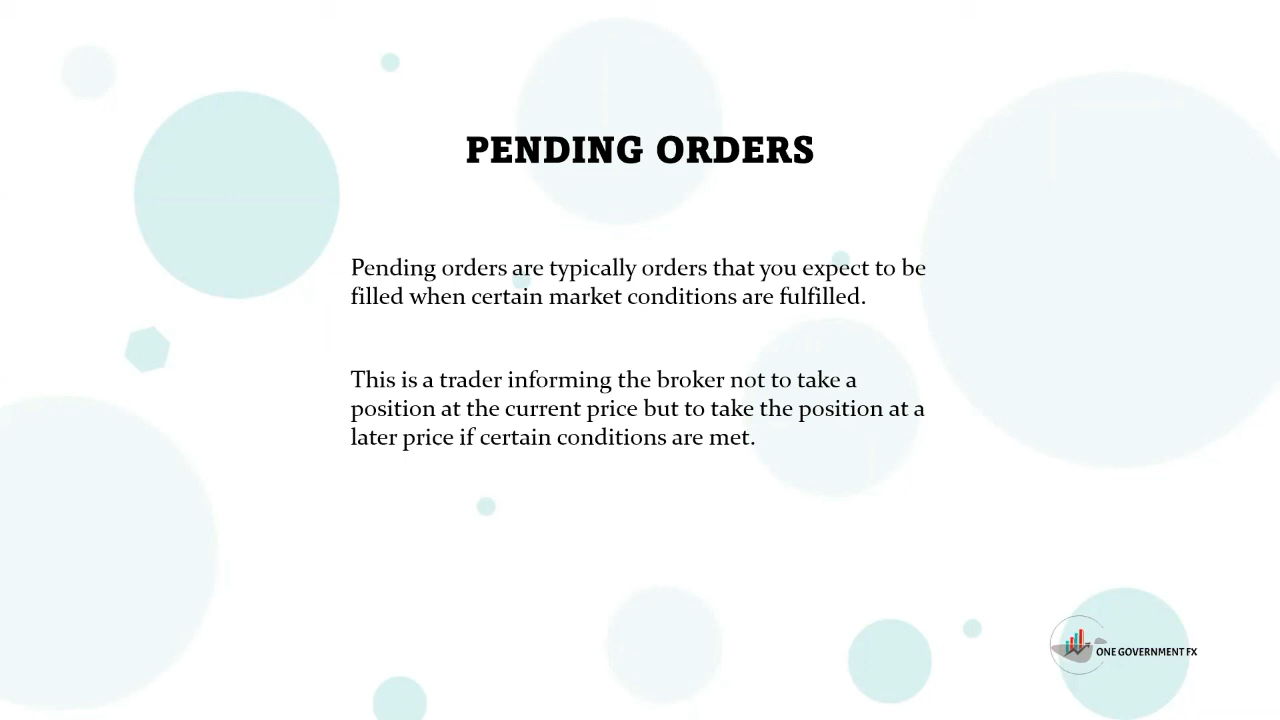 PENDING ORDERS
Pending orders are typically orders that you expect to be
filled when certain market conditions are fulfilled.
This is a trader informing the broker not to take a
position at the current price but to take the position at a
later price if certain conditions are met.
ONE GOVERNMENT FX